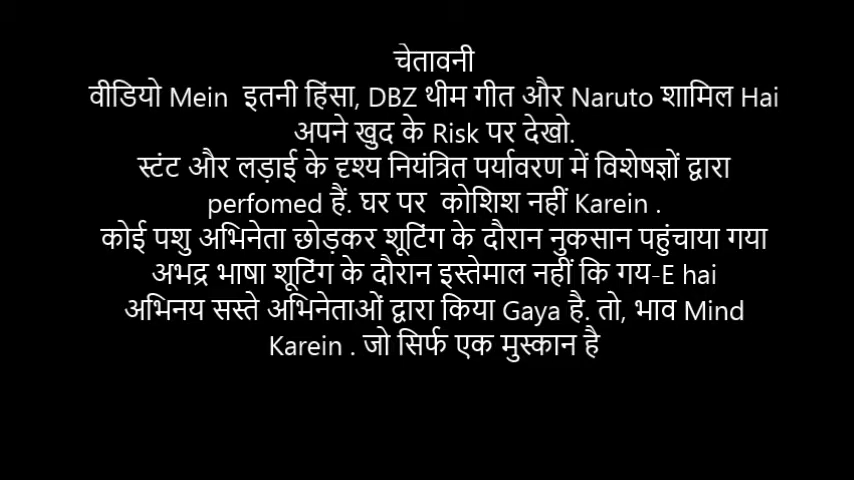 चेतावनी
वीडियो Mein इतनी हिंसा, DBZ थीम गीत और Naruto शामिल Hai
अपने खुद के Risk पर देखो.
स्टंट और लड़ाई के दृश्य नियंत्रित पर्यावरण में विशेषज्ञों द्वारा
perfomed हैं. घर पर कोशिश नहीं Karein .
कोई पशु अभिनेता छोड़कर शूटिंग के दौरान नुकसान पहुंचाया गया
अभद्र भाषा शूटिंग के दौरान इस्तेमाल नहीं कि गय-E hai
अभिनय सस्ते अभिनेताओं द्वारा किया Gaya है. तो, भाव Mind
Karein . जो सिर्फ एक मुस्कान है